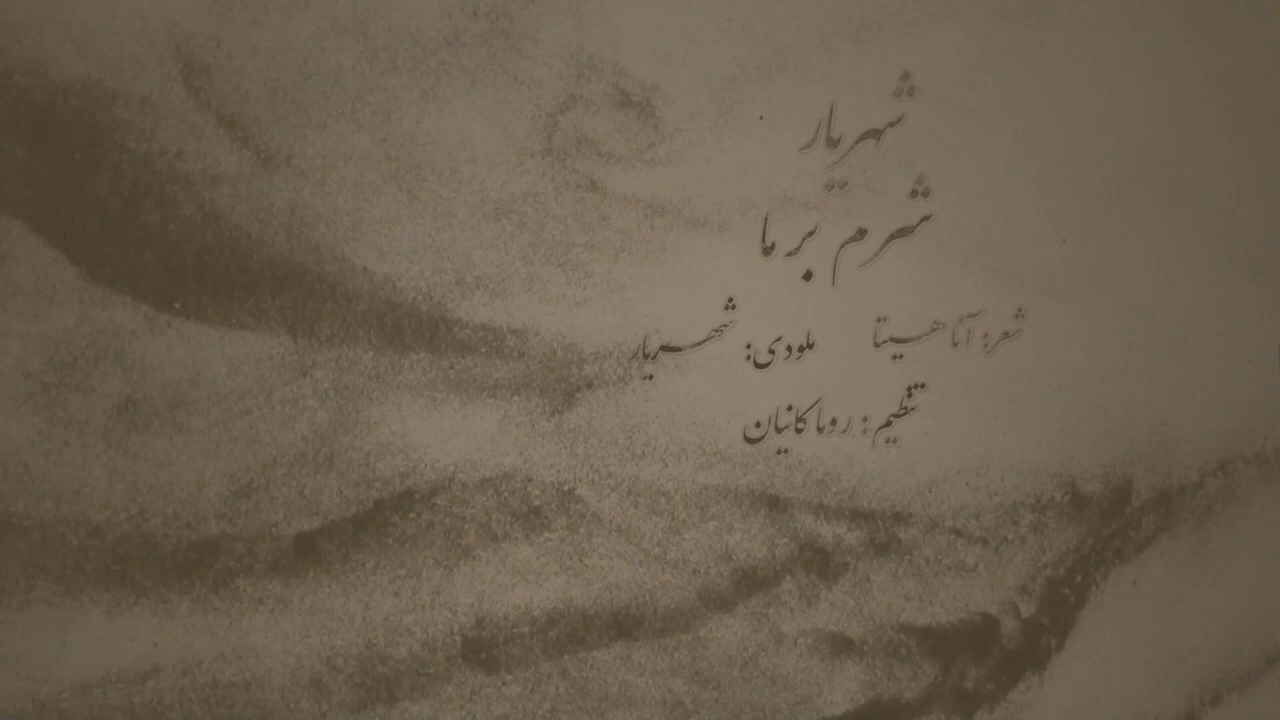 شهریار
شرم بر ما
شعر: آناهیتا ملودی: شهریار
تنظیم: روما کانیان